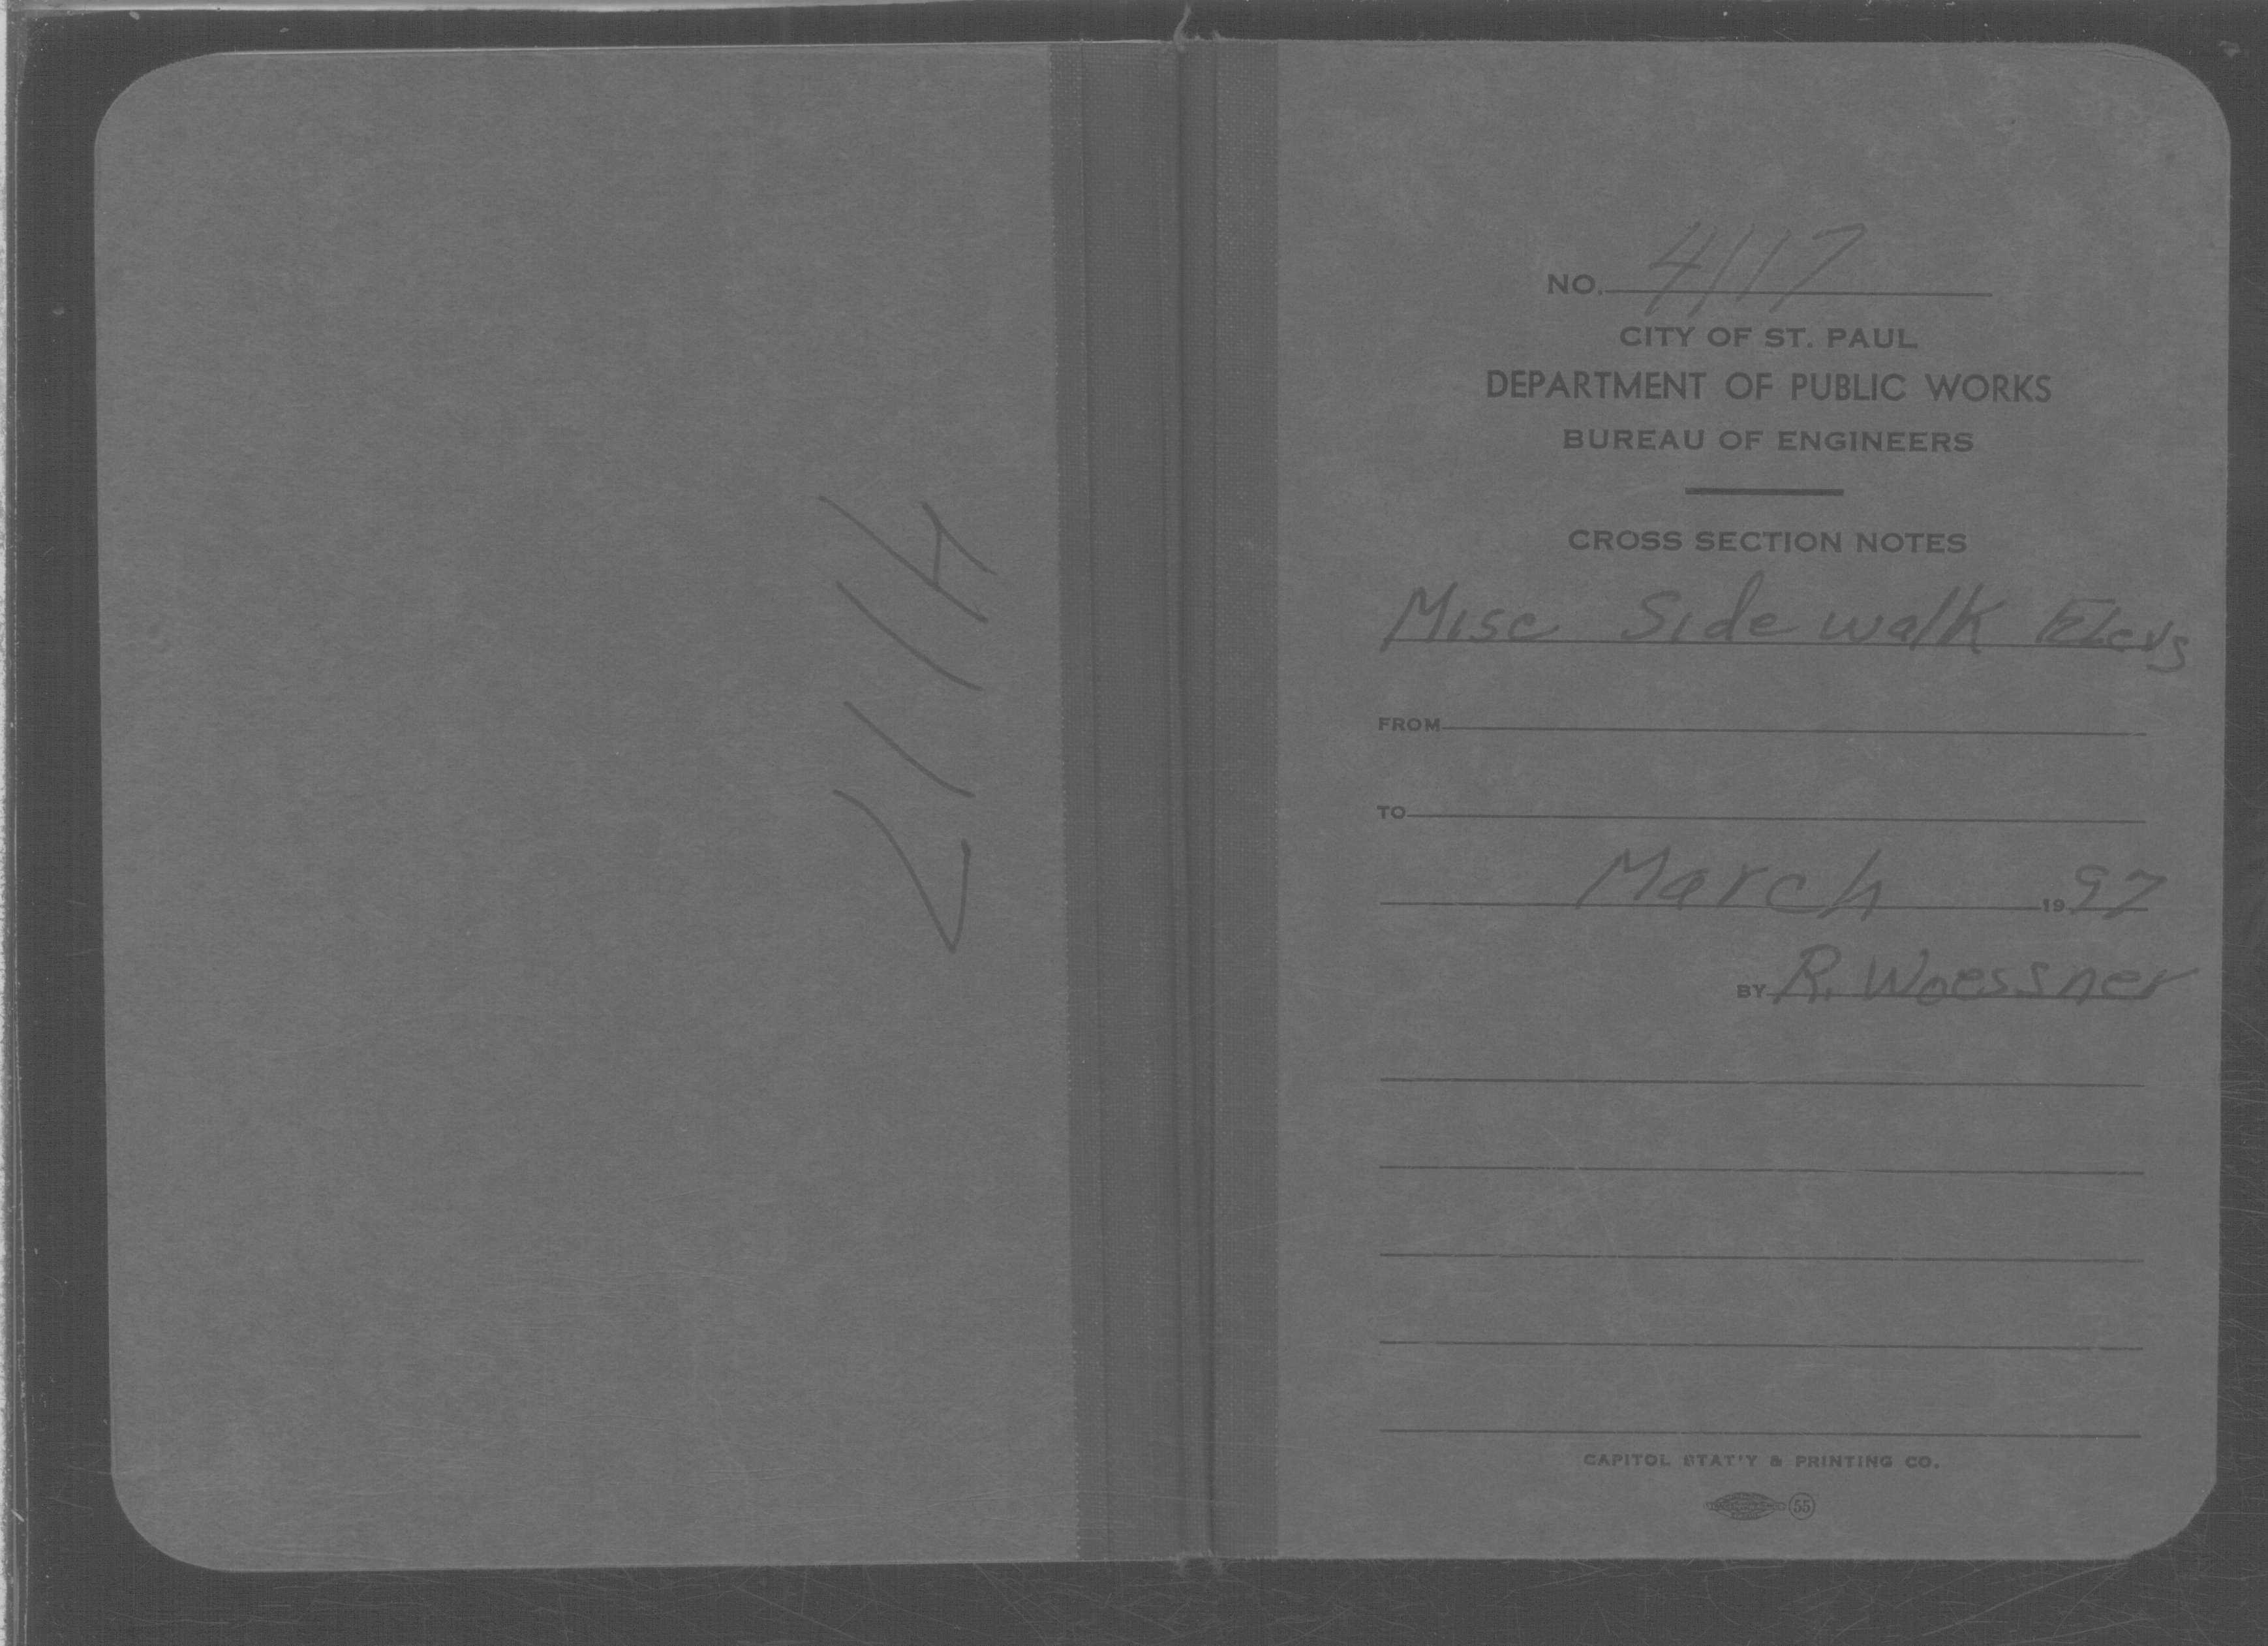 4117
NO. 4117
CITY OF ST. PAUL
DEPARTMENT OF PUBLIC WORKS
BUREAU OF ENGINEERS
CROSS SECTION NOTES
Misc Sidewalk Elevs
FROM
TO
March 1997
BY R. Woessner
CAPITOL STAT'Y & PRINTING CO.
55